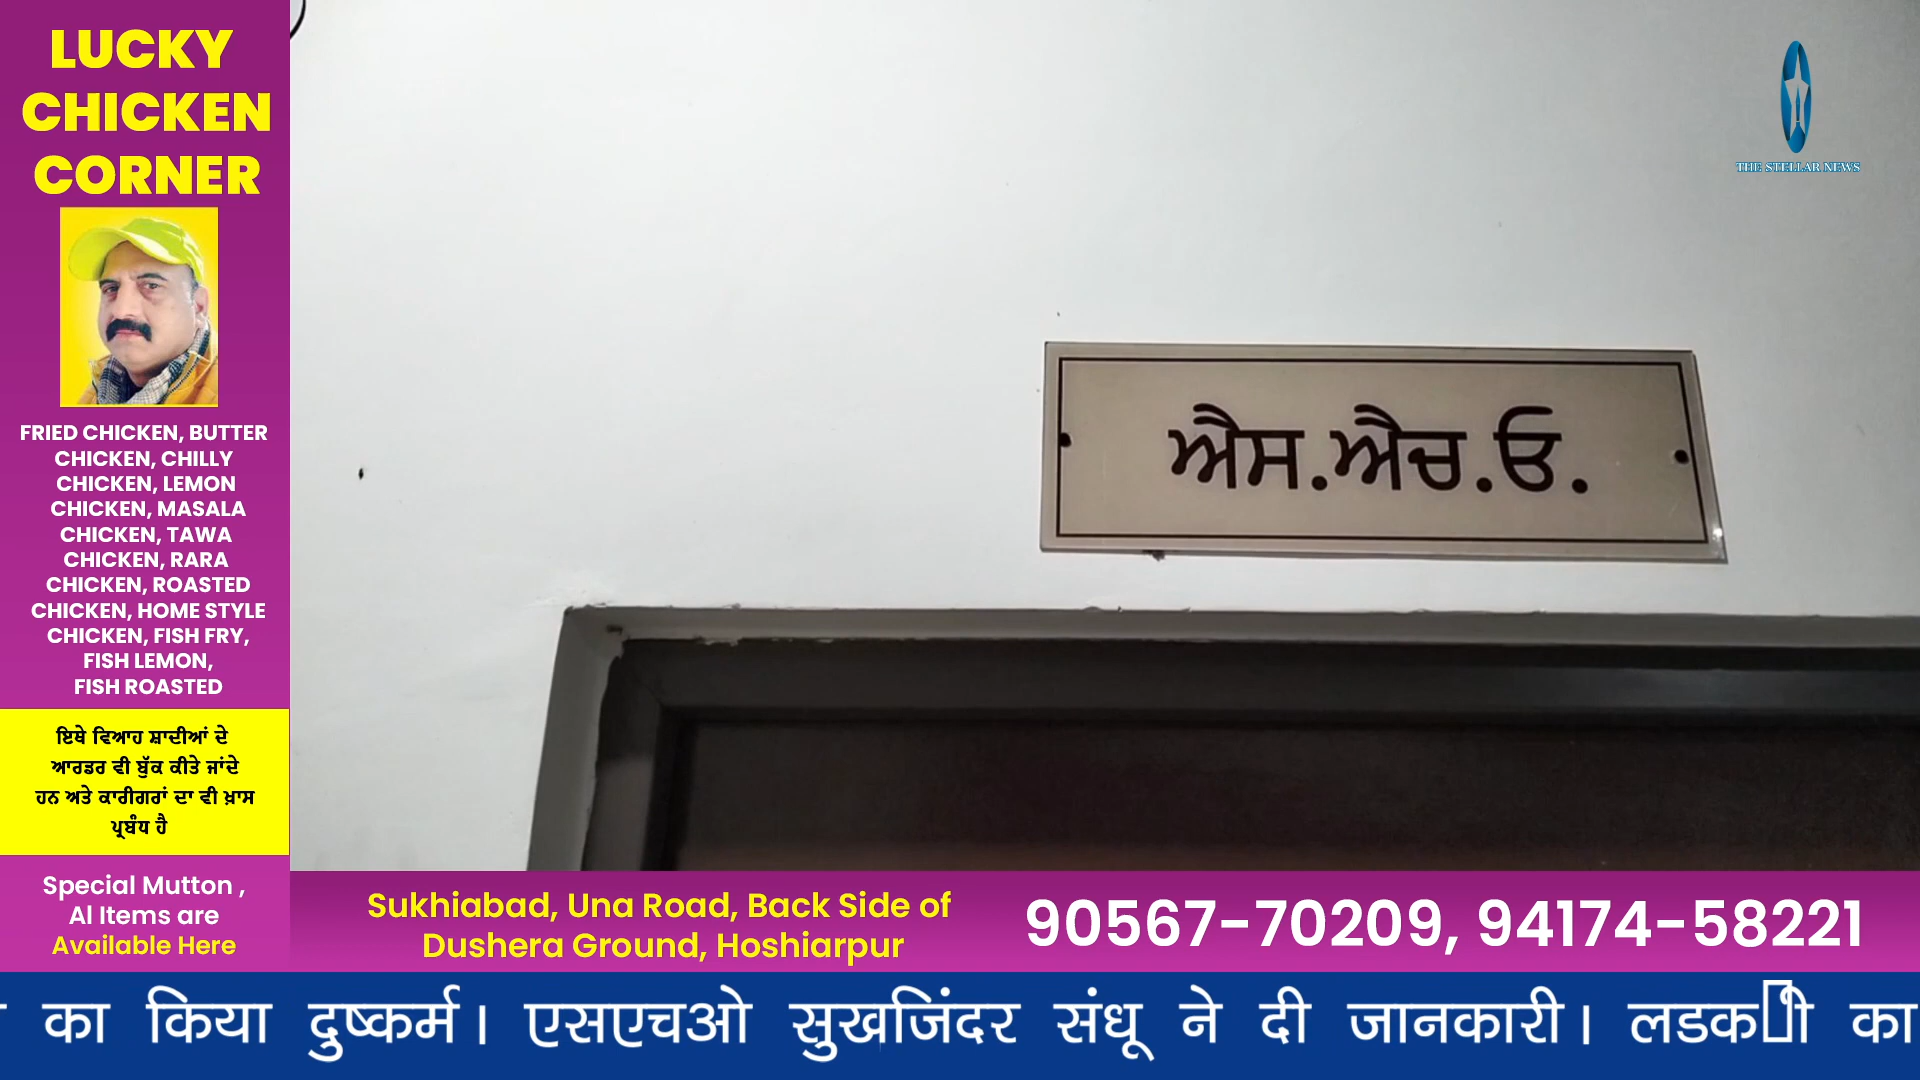 LUCKY
CHICKEN
CORNER
FRIED CHICKEN, BUTTER
CHICKEN, CHILLY
CHICKEN, LEMON
CHICKEN, MASALA
CHICKEN, TAWA
CHICKEN, RARA
CHICKEN, ROASTED
CHICKEN, HOME STYLE
CHICKEN, FISH FRY,
FISH LEMON,
FISH ROASTED
ਇਥੇ ਵਿਆਹ ਸ਼ਾਦੀਆਂ ਦੇ
ਆਰਡਰ ਵੀ ਬੁੱਕ ਕੀਤੇ ਜਾਂਦੇ
ਹਨ ਅਤੇ ਕਾਰੀਗਰਾਂ ਦਾ ਵੀ ਖ਼ਾਸ
ਪ੍ਰਬੰਧ ਹੈ
Special Mutton ,
Al Items are
Available Here
THE STELLAR NEWS
ਐਸ.ਐਚ.ਓ.
Sukhiabad, Una Road, Back Side of
Dushera Ground, Hoshiarpur
90567-70209, 94174-58221
का किया दुष्कर्म। एसएचओ सुखजिंदर संधू ने दी जानकारी। लडकी का